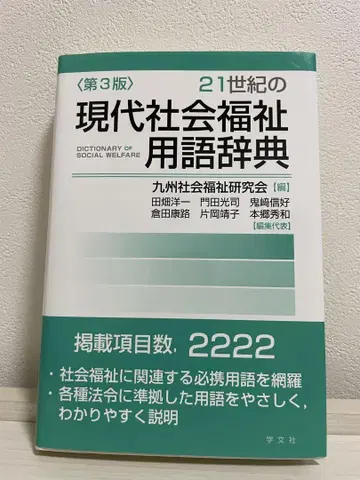 〈第3版〉
21世紀の
現代社会福祉
DICTIONARY OF
SOCIAL WELFARE
用語辞典
九州社会福祉研究会【編】
田畑洋一 門田光司 鬼﨑信好
倉田康路 片岡靖子 本郷秀和
【編集代表】
掲載項目数, 2222
・社会福祉に関連する必携用語を網羅
・各種法令に準拠した用語をやさしく,
わかりやすく説明
学文社